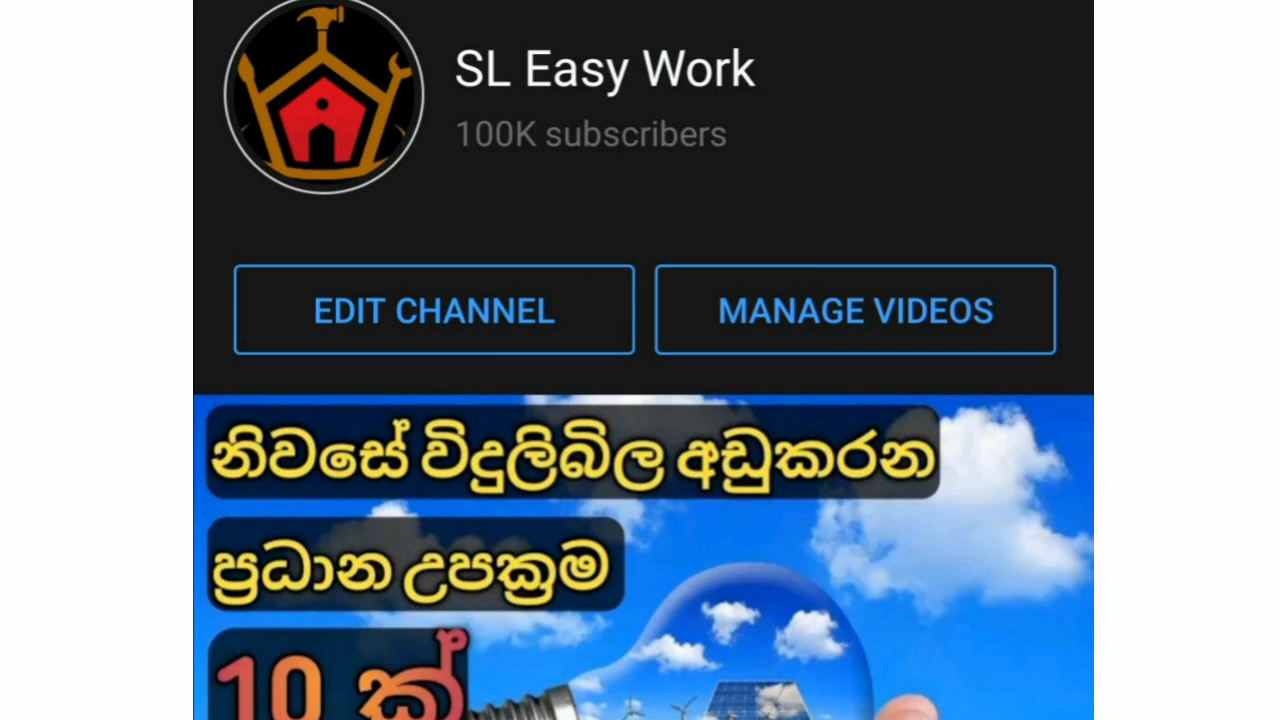 SL Easy Work
100K subscribers
EDIT CHANNEL
MANAGE VIDEOS
නිවසේ විදුලිබිල අඩුකරන
ප්‍රධාන උපක්‍රම
10 ක්